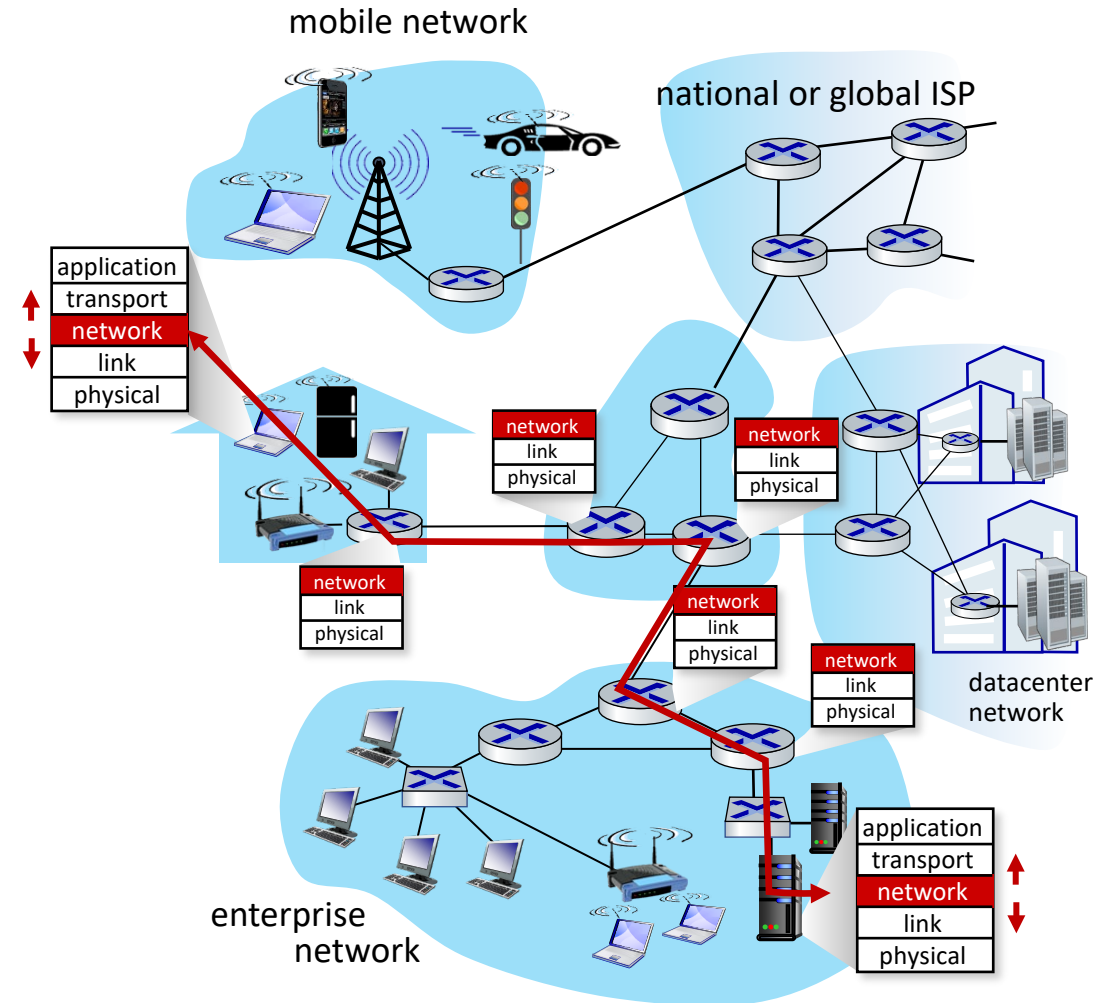 mobile network
national or global ISP
application
transport
network
link
physical
network
link
physical
network
link
physical
network
link
physical
network
link
physical
network
link
physical
datacenter
network
application
transport
network
link
physical
enterprise
network